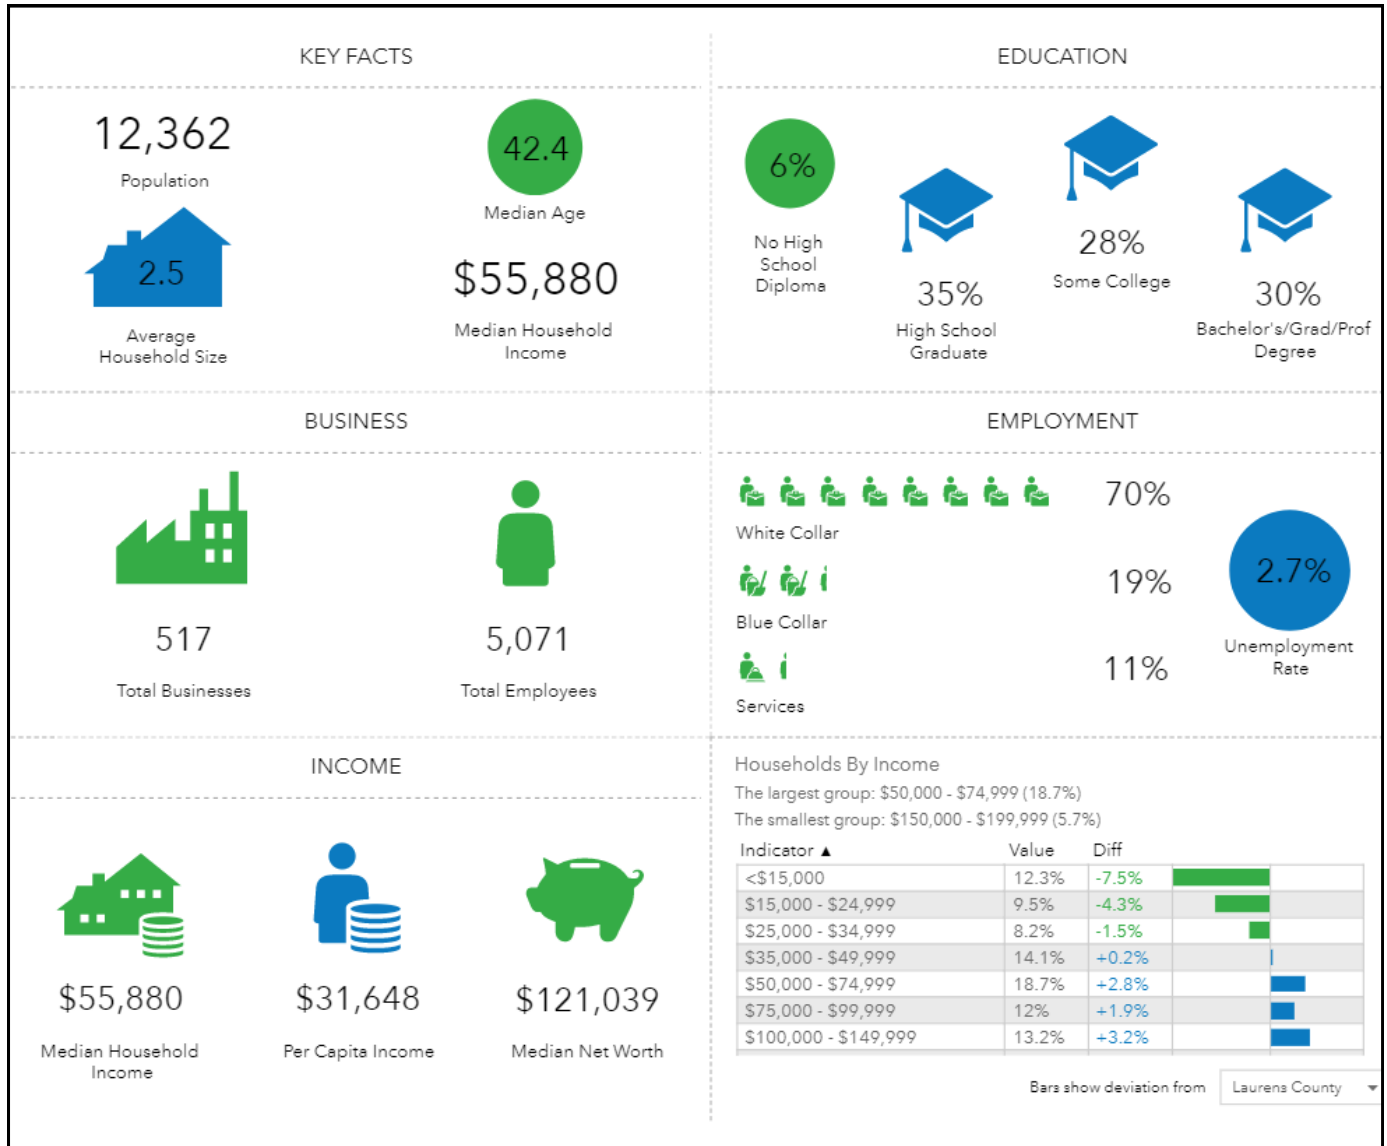 KEY FACTS
12,362
Population
42.4
Median Age
2.5
Average
Household Size
$55,880
Median Household
Income
EDUCATION
6%
No High
School
Diploma
35%
High School
Graduate
28%
Some College
30%
Bachelor's/Grad/Prof
Degree
BUSINESS
517
Total Businesses
5,071
Total Employees
EMPLOYMENT
70%
White Collar
19%
Blue Collar
11%
Services
2.7%
Unemployment
Rate
INCOME
$55,880
Median Household
Income
$31,648
Per Capita Income
$121,039
Median Net Worth
Households By Income
The largest group: $50,000 - $74,999 (18.7%)
The smallest group: $150,000 - $199,999 (5.7%)
Indicator ▲ Value Diff
<$15,000 12.3% -7.5%
$15,000 - $24,999 9.5% -4.3%
$25,000 - $34,999 8.2% -1.5%
$35,000 - $49,999 14.1% +0.2%
$50,000 - $74,999 18.7% +2.8%
$75,000 - $99,999 12% +1.9%
$100,000 - $149,999 13.2% +3.2%
Bars show deviation from Laurens County